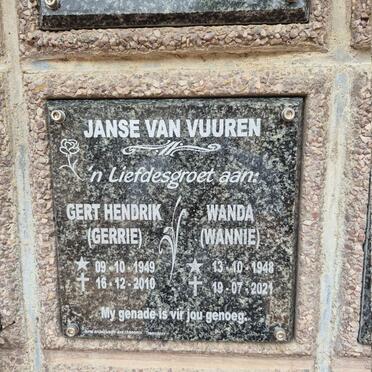 JANSE VAN VUUREN
'n Liefdesgroet aan:
GERT HENDRIK
(GERRIE)
★ 09-10-1949
✝ 16-12-2010
WANDA
(WANNIE)
★ 13-10-1948
✝ 19-07-2021
My genade is vir jou genoeg.